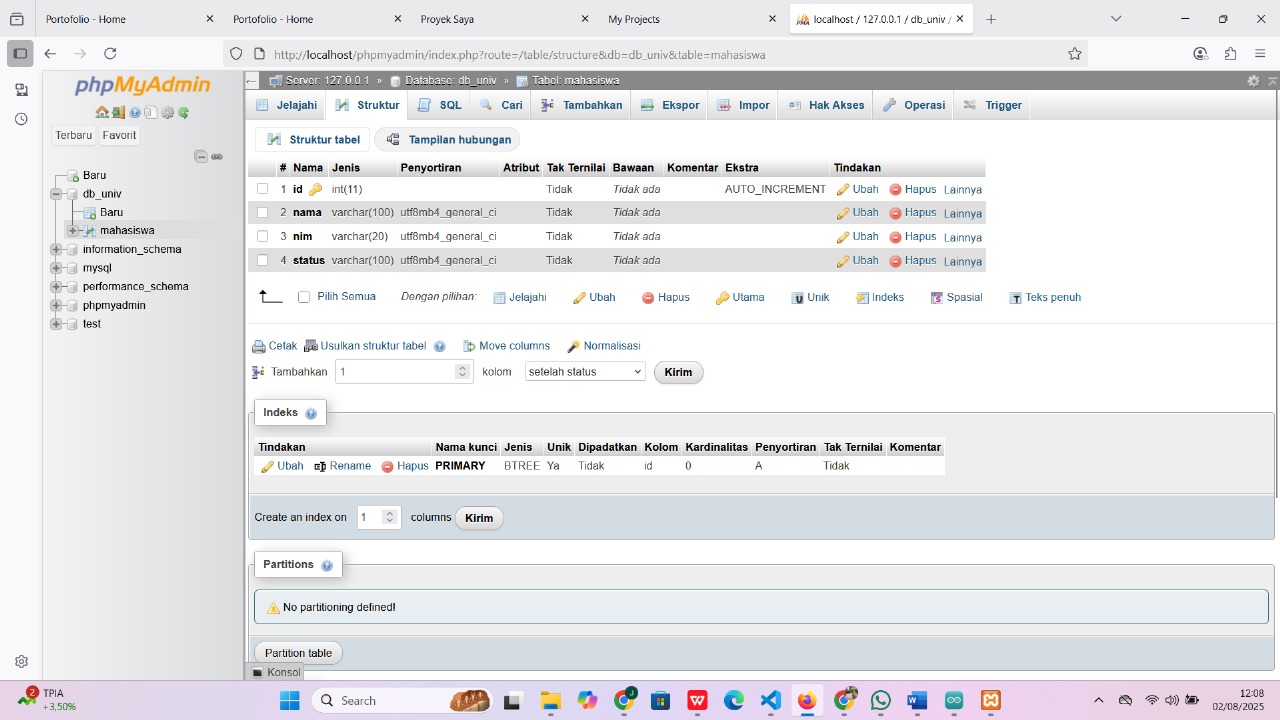 Portofolio - Home
Portofolio - Home
Proyek Saya
My Projects
localhost / 127.0.0.1 / db_univ /
http://localhost/phpmyadmin/index.php?route=/table/structure&db=db_univ&table=mahasiswa
phpMyAdmin
Terbaru Favorit
Baru
db_univ
Baru
mahasiswa
information_schema
mysql
performance_schema
phpmyadmin
test
Server: 127.0.0.1 » Database: db_univ » Tabel: mahasiswa
Jelajahi Struktur SQL Cari Tambahkan Ekspor Impor Hak Akses Operasi Trigger
Struktur tabel Tampilan hubungan
# Nama Jenis Penyortiran Atribut Tak Ternilai Bawaan Komentar Ekstra Tindakan
1 id int(11) Tidak Tidak ada AUTO_INCREMENT Ubah Hapus Lainnya
2 nama varchar(100) utf8mb4_general_ci Tidak Tidak ada Ubah Hapus Lainnya
3 nim varchar(20) utf8mb4_general_ci Tidak Tidak ada Ubah Hapus Lainnya
4 status varchar(100) utf8mb4_general_ci Tidak Tidak ada Ubah Hapus Lainnya
Pilih Semua Dengan pilihan: Jelajahi Ubah Hapus Utama Unik Indeks Spasial Teks penuh
Cetak Usulkan struktur tabel Move columns Normalisasi
Tambahkan 1 kolom setelah status Kirim
Indeks
Tindakan Nama kunci Jenis Unik Dipadatkan Kolom Kardinalitas Penyortiran Tak Ternilai Komentar
Ubah Rename Hapus PRIMARY BTREE Ya Tidak id 0 A Tidak
Create an index on 1 columns Kirim
Partitions
No partitioning defined!
Partition table
Konsol
2
TPIA
+3,50%
Search
12:08
02/08/2025